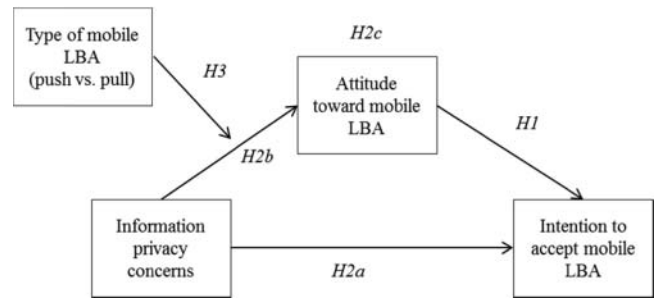 Type of mobile
LBA
(push vs. pull)
H2c
H3
Attitude
toward mobile
LBA
H1
H2b
Information
privacy
concerns
H2a
Intention to
accept mobile
LBA